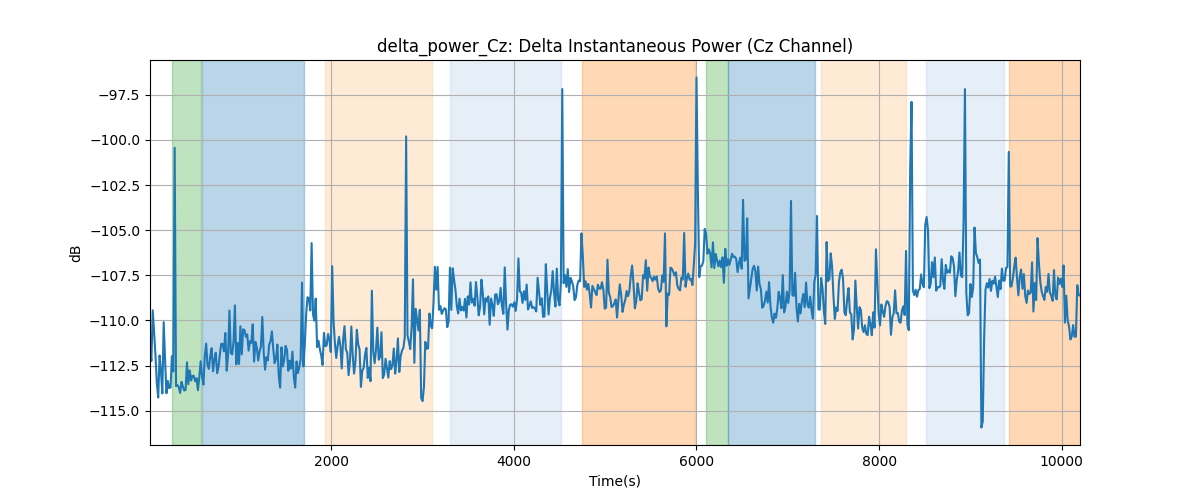 delta_power_Cz: Delta Instantaneous Power (Cz Channel)
dB
−97.5
−100.0
−102.5
−105.0
−107.5
−110.0
−112.5
−115.0
2000 4000 6000 8000 10000
Time(s)